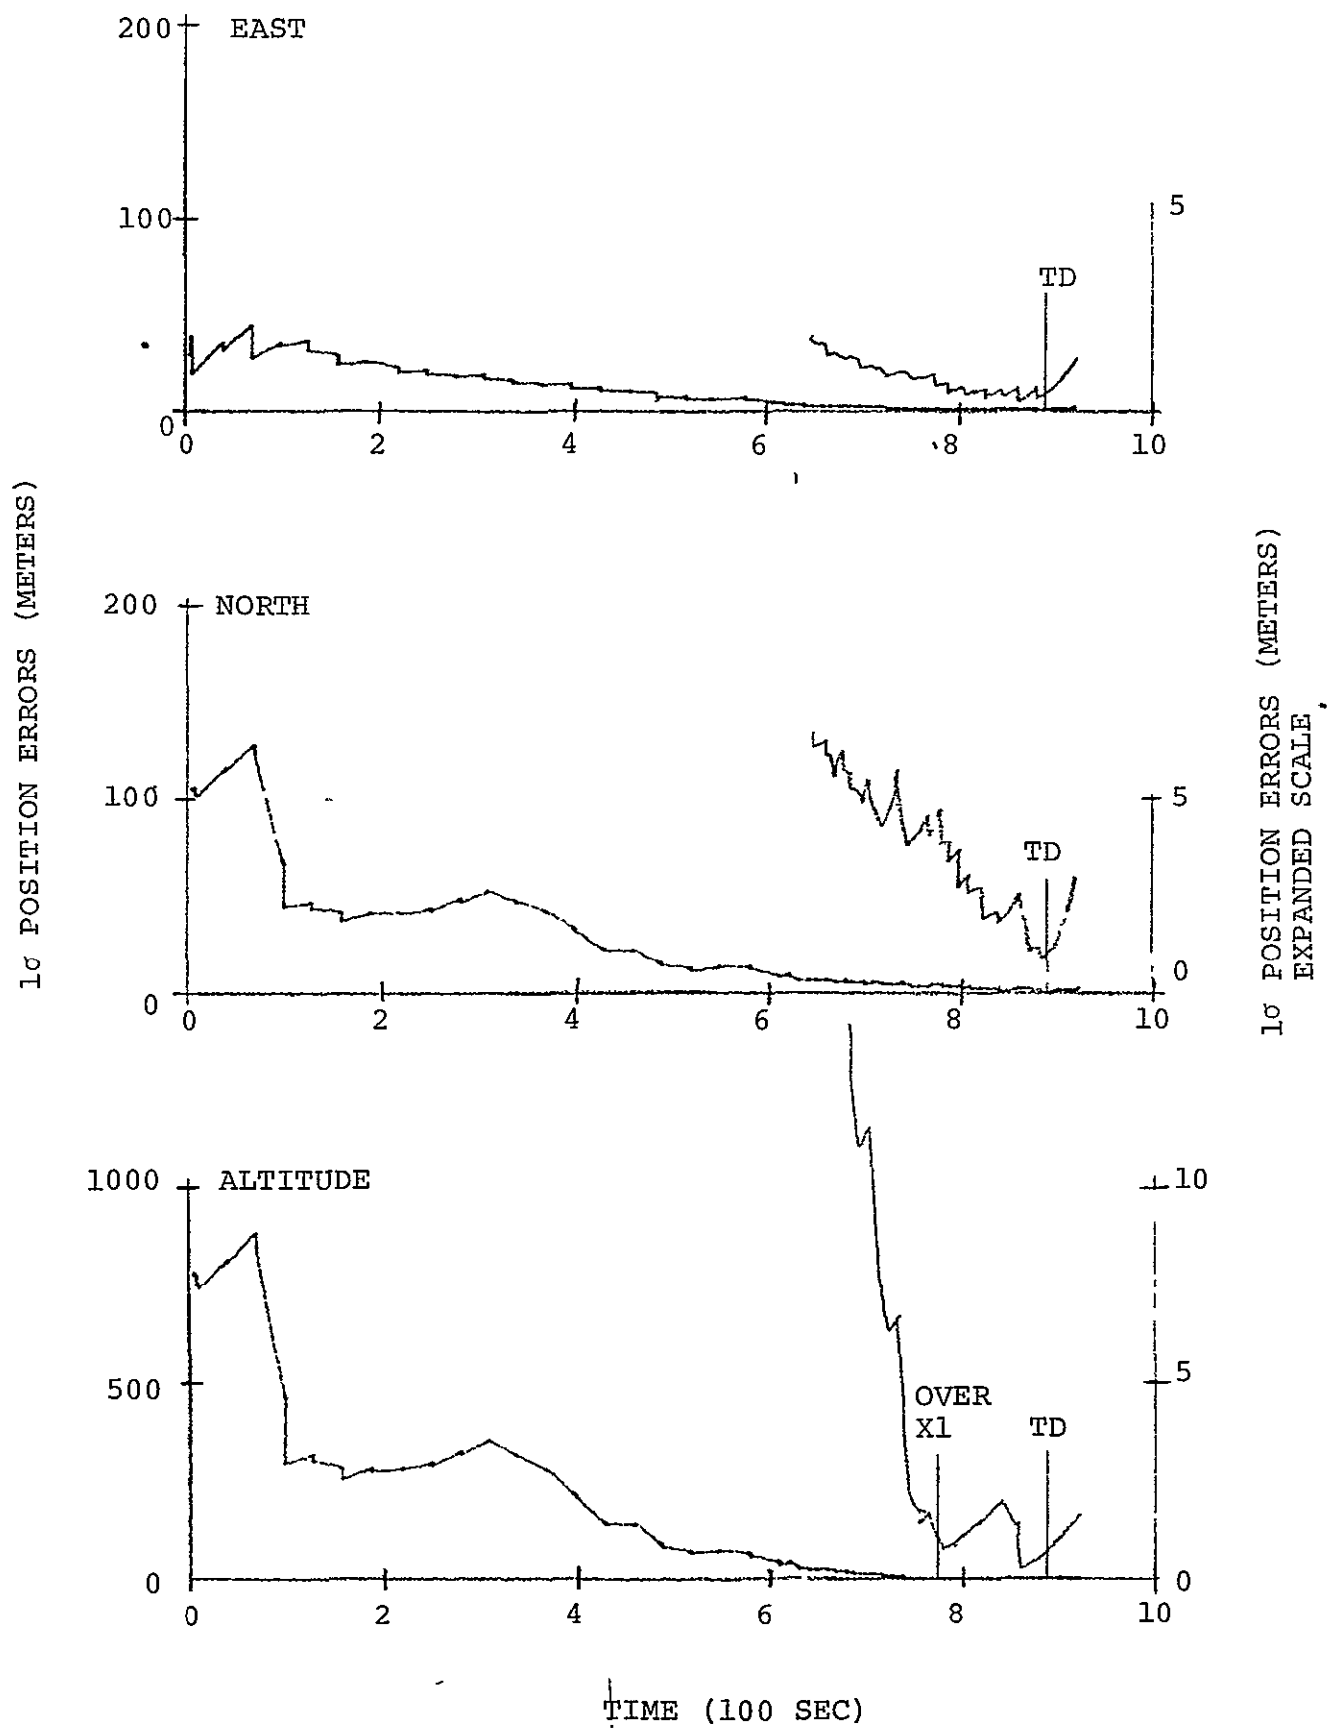 200 EAST
100
5
TD
0
0 2 4 6 8 10
200 NORTH
100
5
TD
0
0
0 2 4 6 8 10
1000 ALTITUDE
10
500
5
OVER
X1
TD
0
0
0 2 4 6 8 10
TIME (100 SEC)
1σ POSITION ERRORS (METERS)
1σ POSITION ERRORS (METERS)
EXPANDED SCALE